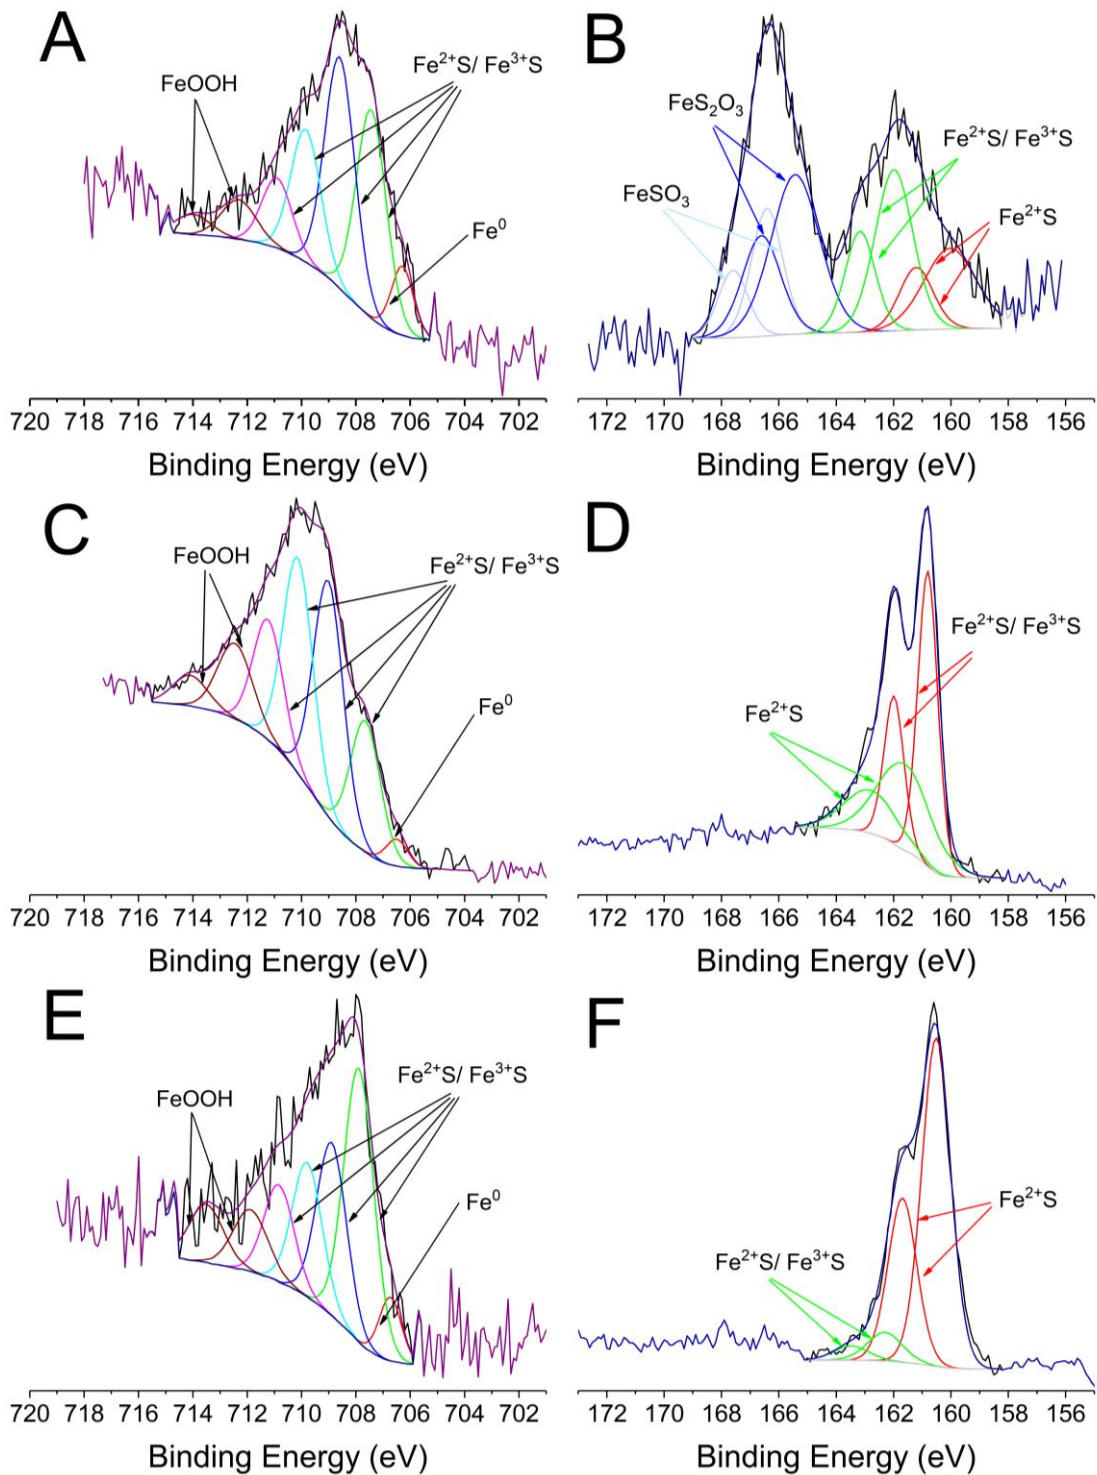 A
FeOOH
Fe²⁺S/ Fe³⁺S
Fe⁰
720 718 716 714 712 710 708 706 704 702
Binding Energy (eV)
B
FeS₂O₃
FeSO₃
Fe²⁺S/ Fe³⁺S
Fe²⁺S
172 170 168 166 164 162 160 158 156
Binding Energy (eV)
C
FeOOH
Fe²⁺S/ Fe³⁺S
Fe⁰
720 718 716 714 712 710 708 706 704 702
Binding Energy (eV)
D
Fe²⁺S/ Fe³⁺S
Fe²⁺S
172 170 168 166 164 162 160 158 156
Binding Energy (eV)
E
Fe²⁺S/ Fe³⁺S
FeOOH
Fe⁰
720 718 716 714 712 710 708 706 704 702
Binding Energy (eV)
F
Fe²⁺S
Fe²⁺S/ Fe³⁺S
172 170 168 166 164 162 160 158 156
Binding Energy (eV)